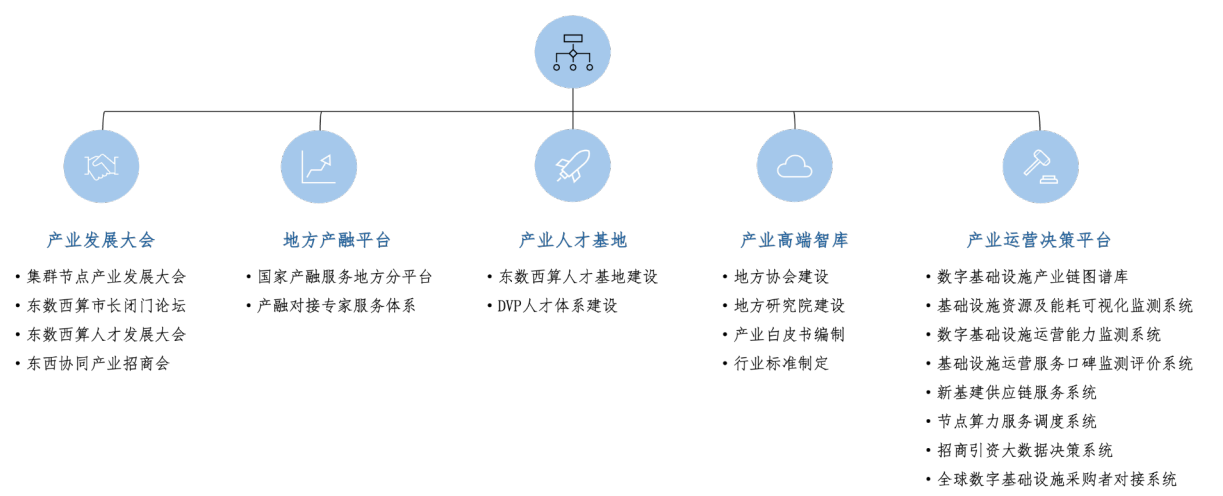 产业发展大会
• 集群节点产业发展大会
• 东数西算市长闭门论坛
• 东数西算人才发展大会
• 东西协同产业招商会
地方产融平台
• 国家产融服务地方分平台
• 产融对接专家服务体系
产业人才基地
• 东数西算人才基地建设
• DVP人才体系建设
产业高端智库
• 地方协会建设
• 地方研究院建设
• 产业白皮书编制
• 行业标准制定
产业运营决策平台
• 数字基础设施产业链图谱库
• 基础设施资源及能耗可视化监测系统
• 数字基础设施运营能力监测系统
• 基础设施运营服务口碑监测评价系统
• 新基建供应链服务系统
• 节点算力服务调度系统
• 招商引资大数据决策系统
• 全球数字基础设施采购者对接系统